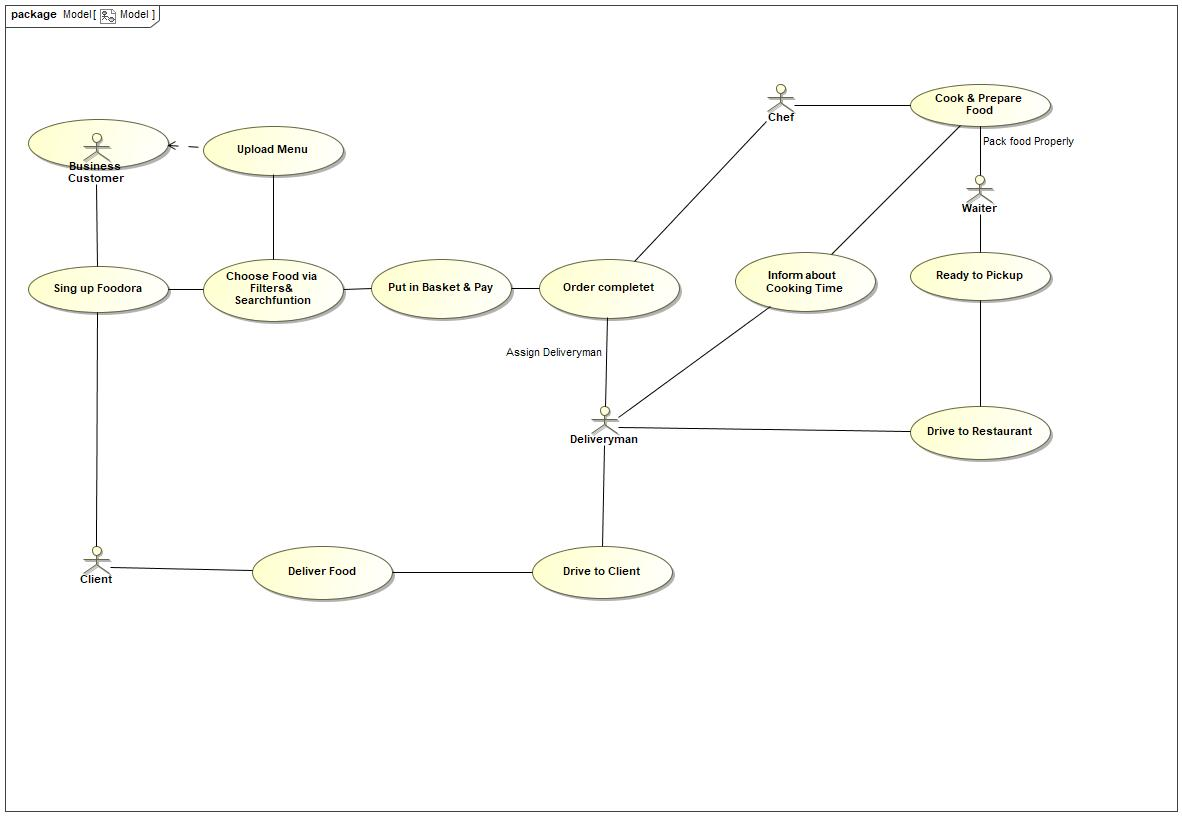 package Model[ Model ]
Chef
Cook & Prepare
Food
Pack food Properly
Business
Customer
Upload Menu
Waiter
Sing up Foodora
Choose Food via
Filters&
Searchfuntion
Put in Basket & Pay
Order completet
Inform about
Cooking Time
Ready to Pickup
Assign Deliveryman
Deliveryman
Drive to Restaurant
Client
Deliver Food
Drive to Client